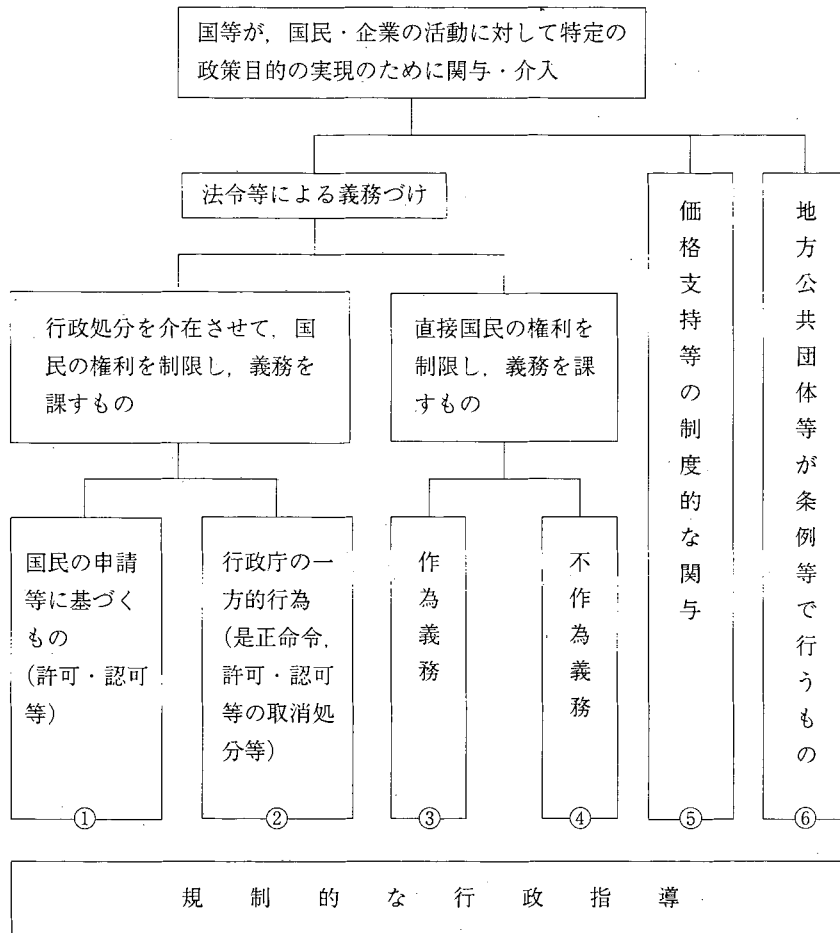 国等が，国民・企業の活動に対して特定の
政策目的の実現のために関与・介入
法令等による義務づけ
行政処分を介在させて，国
民の権利を制限し，義務を
課すもの
直接国民の権利を
制限し，義務を課
すもの
国民の申請
等に基づく
もの
(許可・認可
等)
①
行政庁の一
方的行為
(是正命令，
許可・認可
等の取消処
分等)
②
作為義務
③
不作為義務
④
価格支持等の制度的な関与
⑤
地方公共団体等が条例等で行うもの
⑥
規制的な行政指導